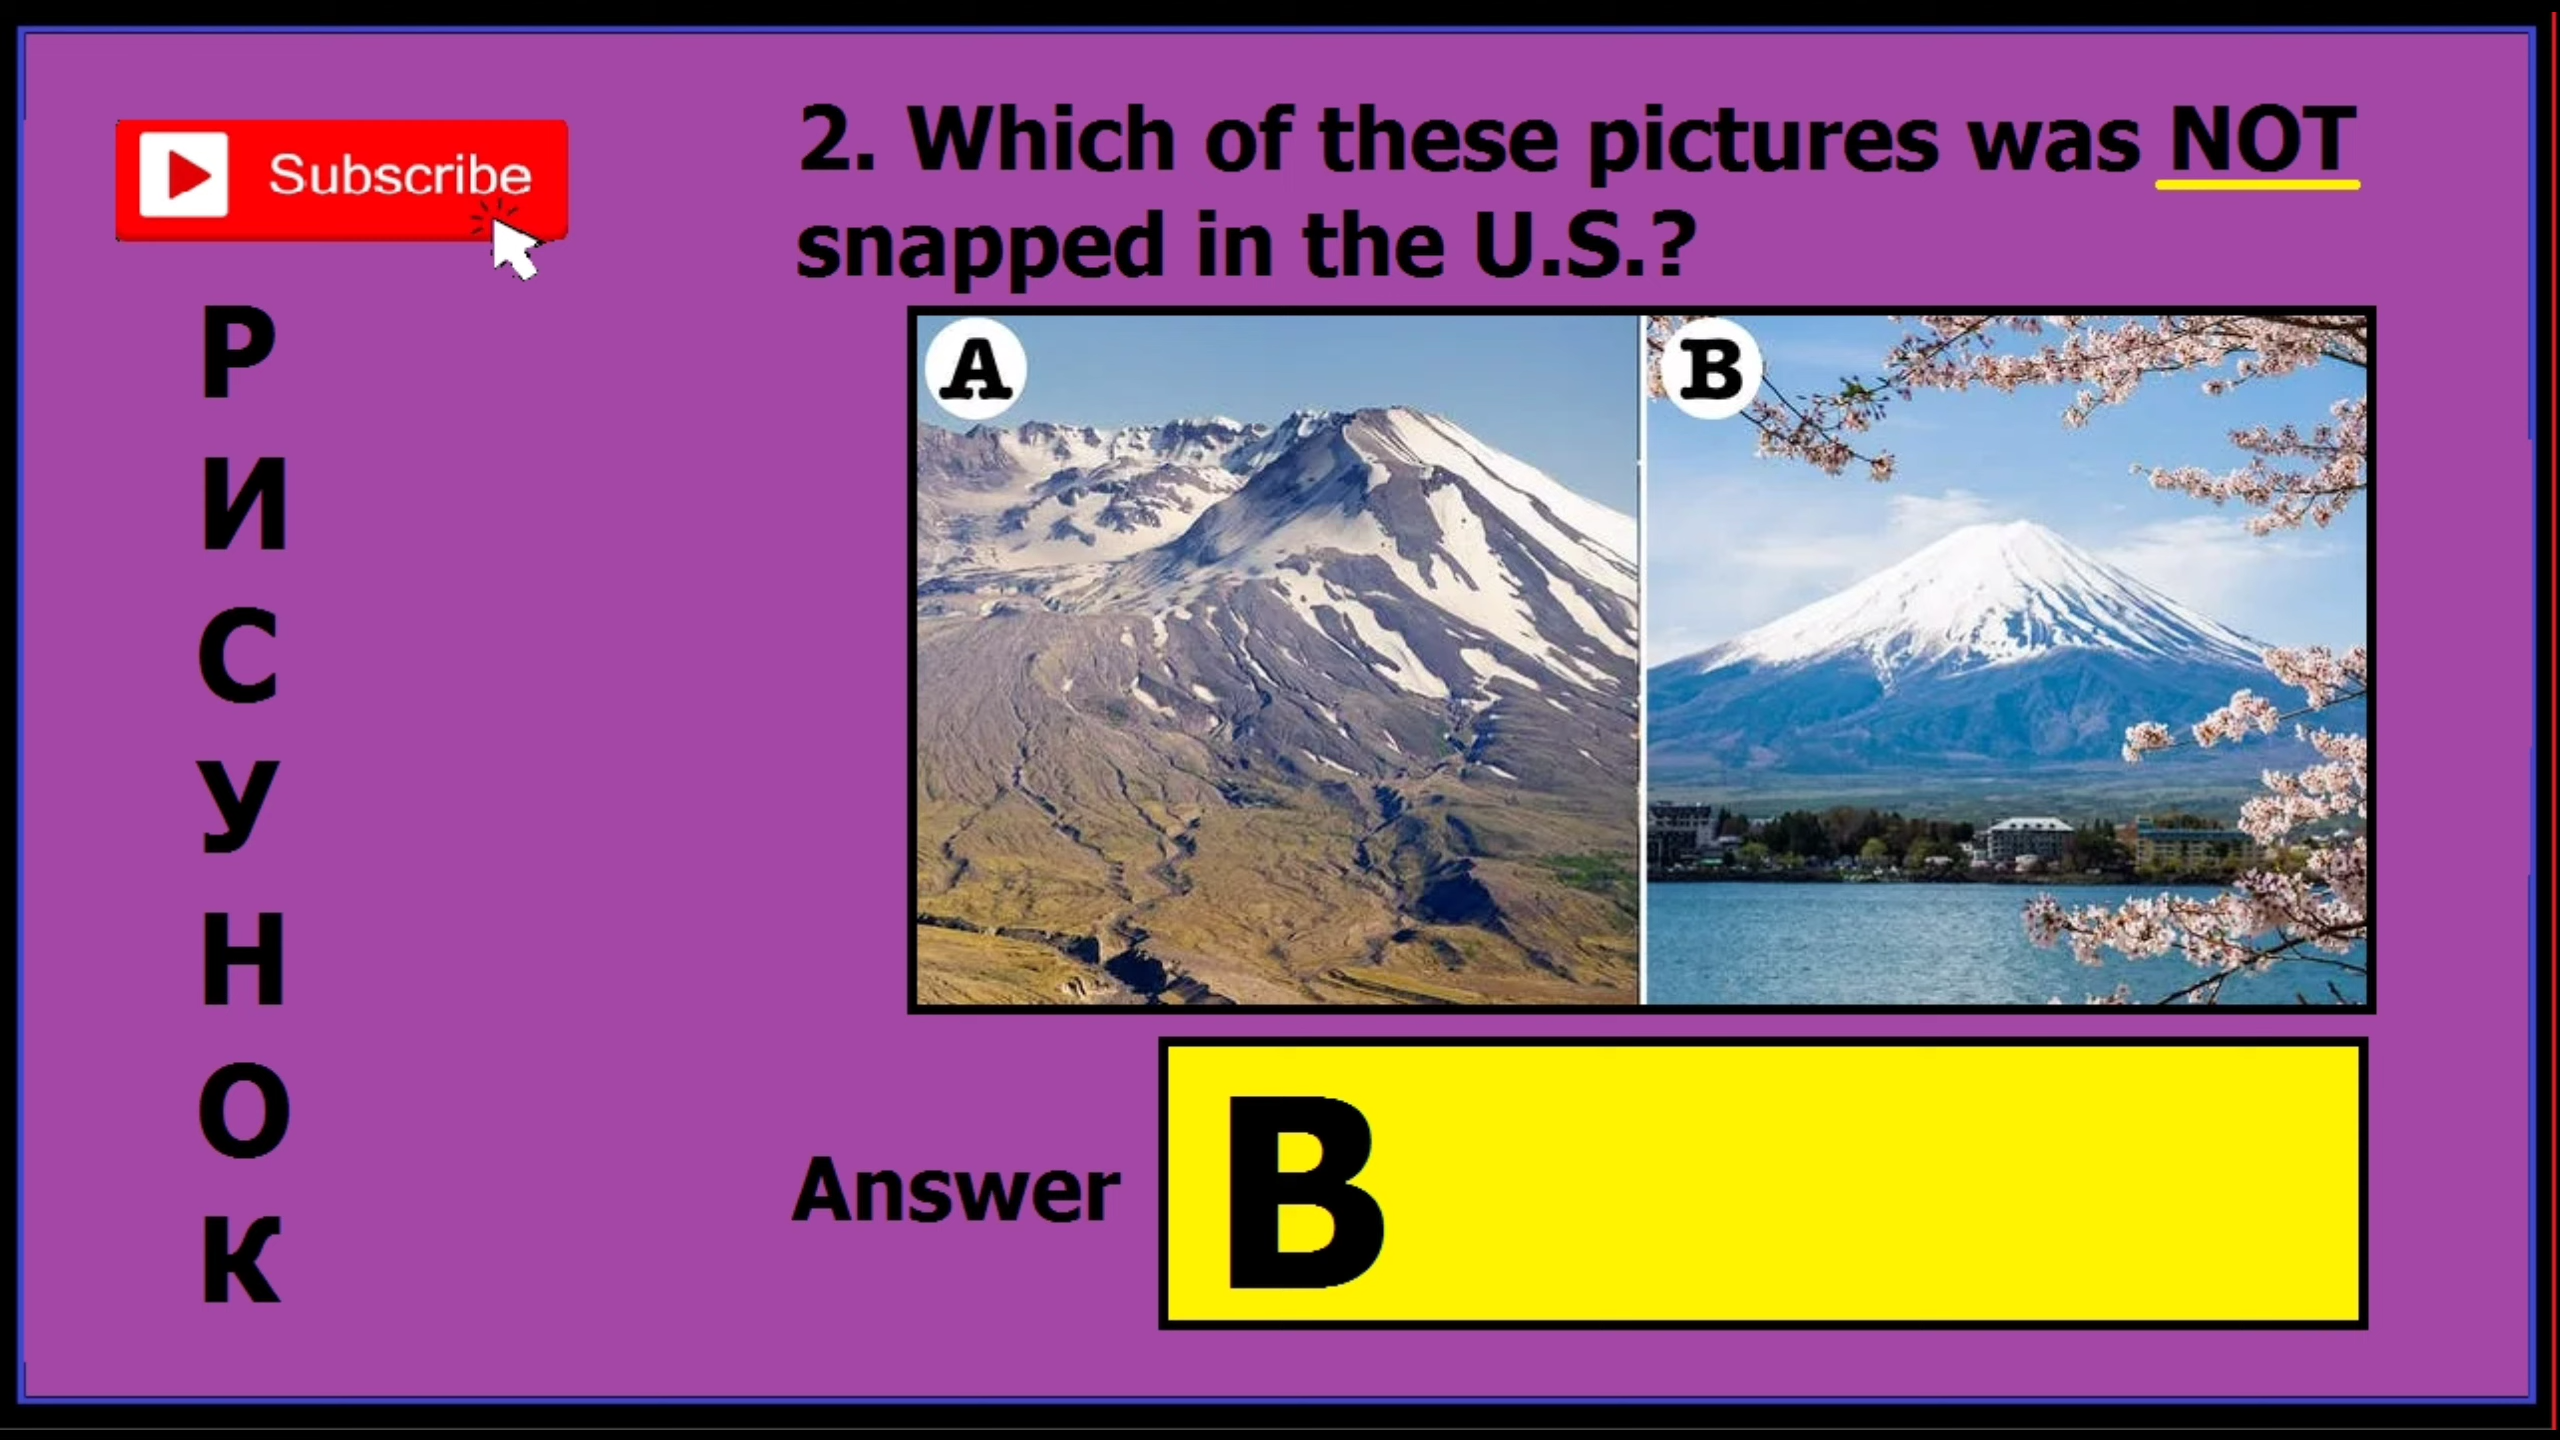 Subscribe
2. Which of these pictures was NOT
snapped in the U.S.?
Р
И
С
У
Н
О
К
A
B
Answer
B